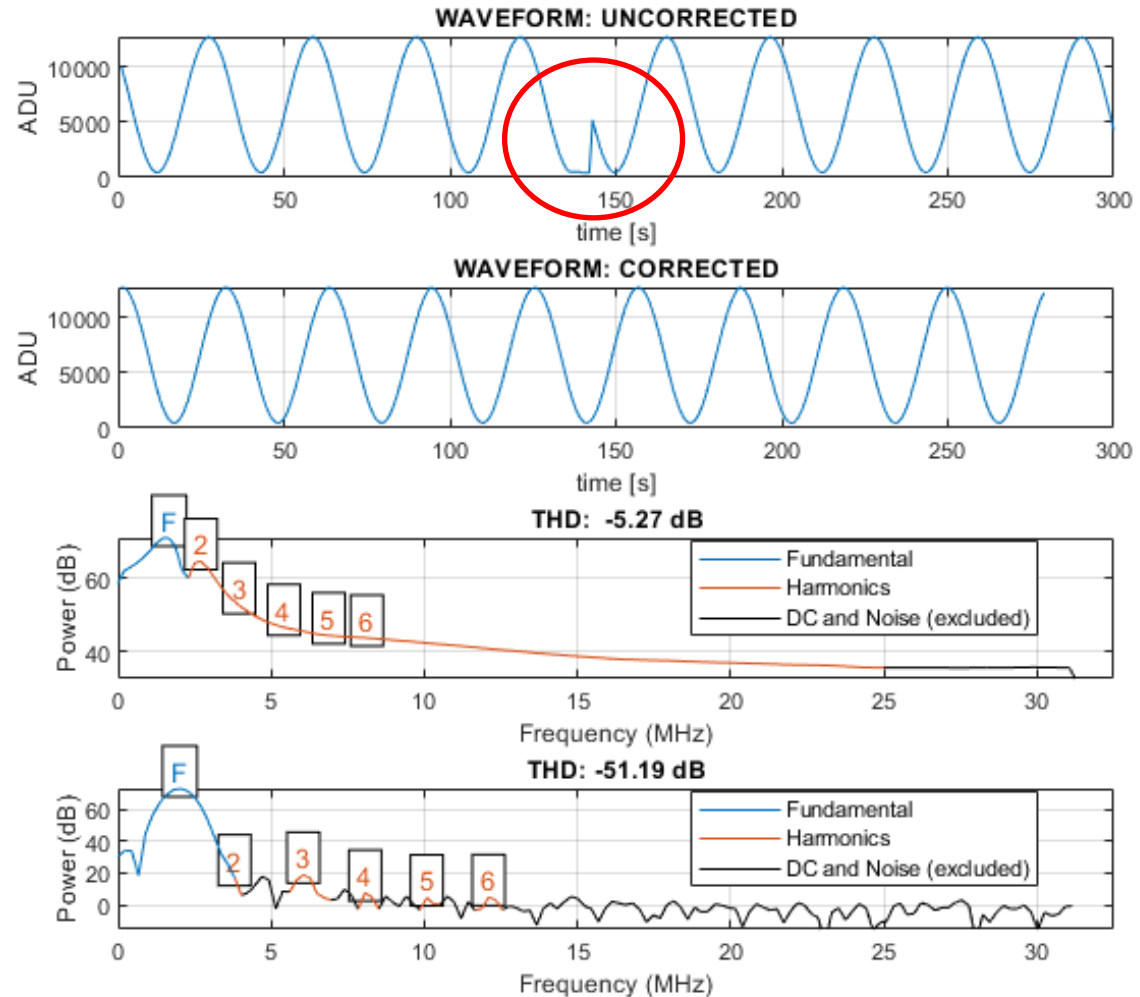 WAVEFORM: UNCORRECTED
10000
5000
0
ADU
0 50 100 150 200 250 300
time [s]
WAVEFORM: CORRECTED
10000
5000
0
ADU
0 50 100 150 200 250 300
time [s]
THD: -5.27 dB
F
2
3
4
5
6
60
40
Power (dB)
Fundamental
Harmonics
DC and Noise (excluded)
0 5 10 15 20 25 30
Frequency (MHz)
THD: -51.19 dB
F
2
3
4
5
6
60
40
20
0
Power (dB)
Fundamental
Harmonics
DC and Noise (excluded)
0 5 10 15 20 25 30
Frequency (MHz)